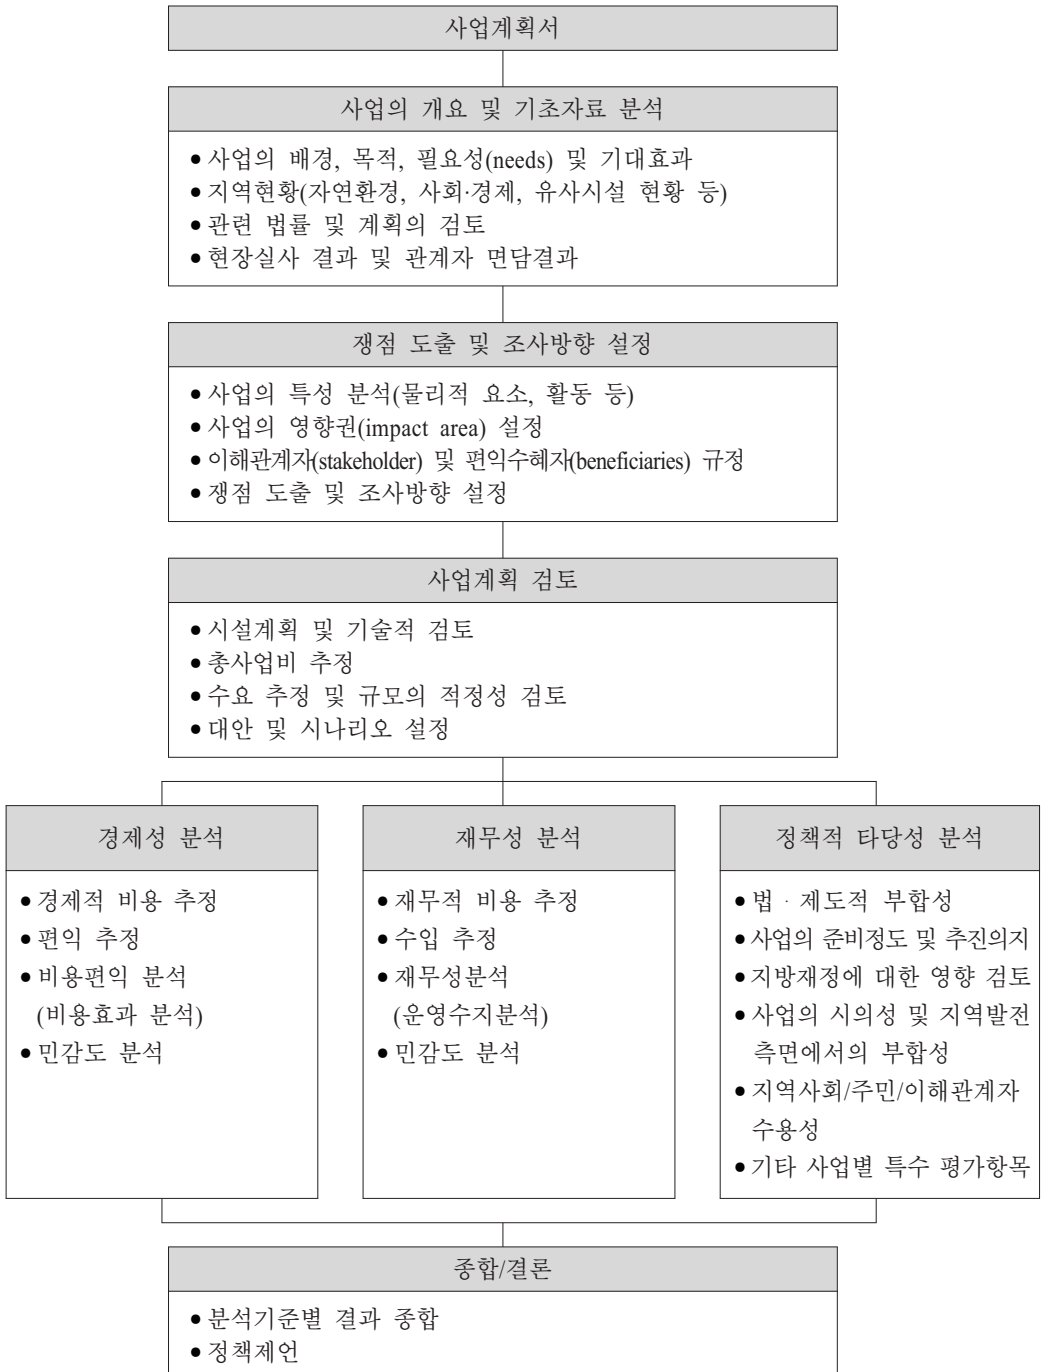 사업계획서
사업의 개요 및 기초자료 분석
● 사업의 배경, 목적, 필요성(needs) 및 기대효과
● 지역현황(자연환경, 사회·경제, 유사시설 현황 등)
● 관련 법률 및 계획의 검토
● 현장실사 결과 및 관계자 면담결과
쟁점 도출 및 조사방향 설정
● 사업의 특성 분석(물리적 요소, 활동 등)
● 사업의 영향권(impact area) 설정
● 이해관계자(stakeholder) 및 편익수혜자(beneficiaries) 규정
● 쟁점 도출 및 조사방향 설정
사업계획 검토
● 시설계획 및 기술적 검토
● 총사업비 추정
● 수요 추정 및 규모의 적정성 검토
● 대안 및 시나리오 설정
경제성 분석
● 경제적 비용 추정
● 편익 추정
● 비용편익 분석
(비용효과 분석)
● 민감도 분석
재무성 분석
● 재무적 비용 추정
● 수입 추정
● 재무성분석
(운영수지분석)
● 민감도 분석
정책적 타당성 분석
● 법 · 제도적 부합성
● 사업의 준비정도 및 추진의지
● 지방재정에 대한 영향 검토
● 사업의 시의성 및 지역발전
측면에서의 부합성
● 지역사회/주민/이해관계자
수용성
● 기타 사업별 특수 평가항목
종합/결론
● 분석기준별 결과 종합
● 정책제언